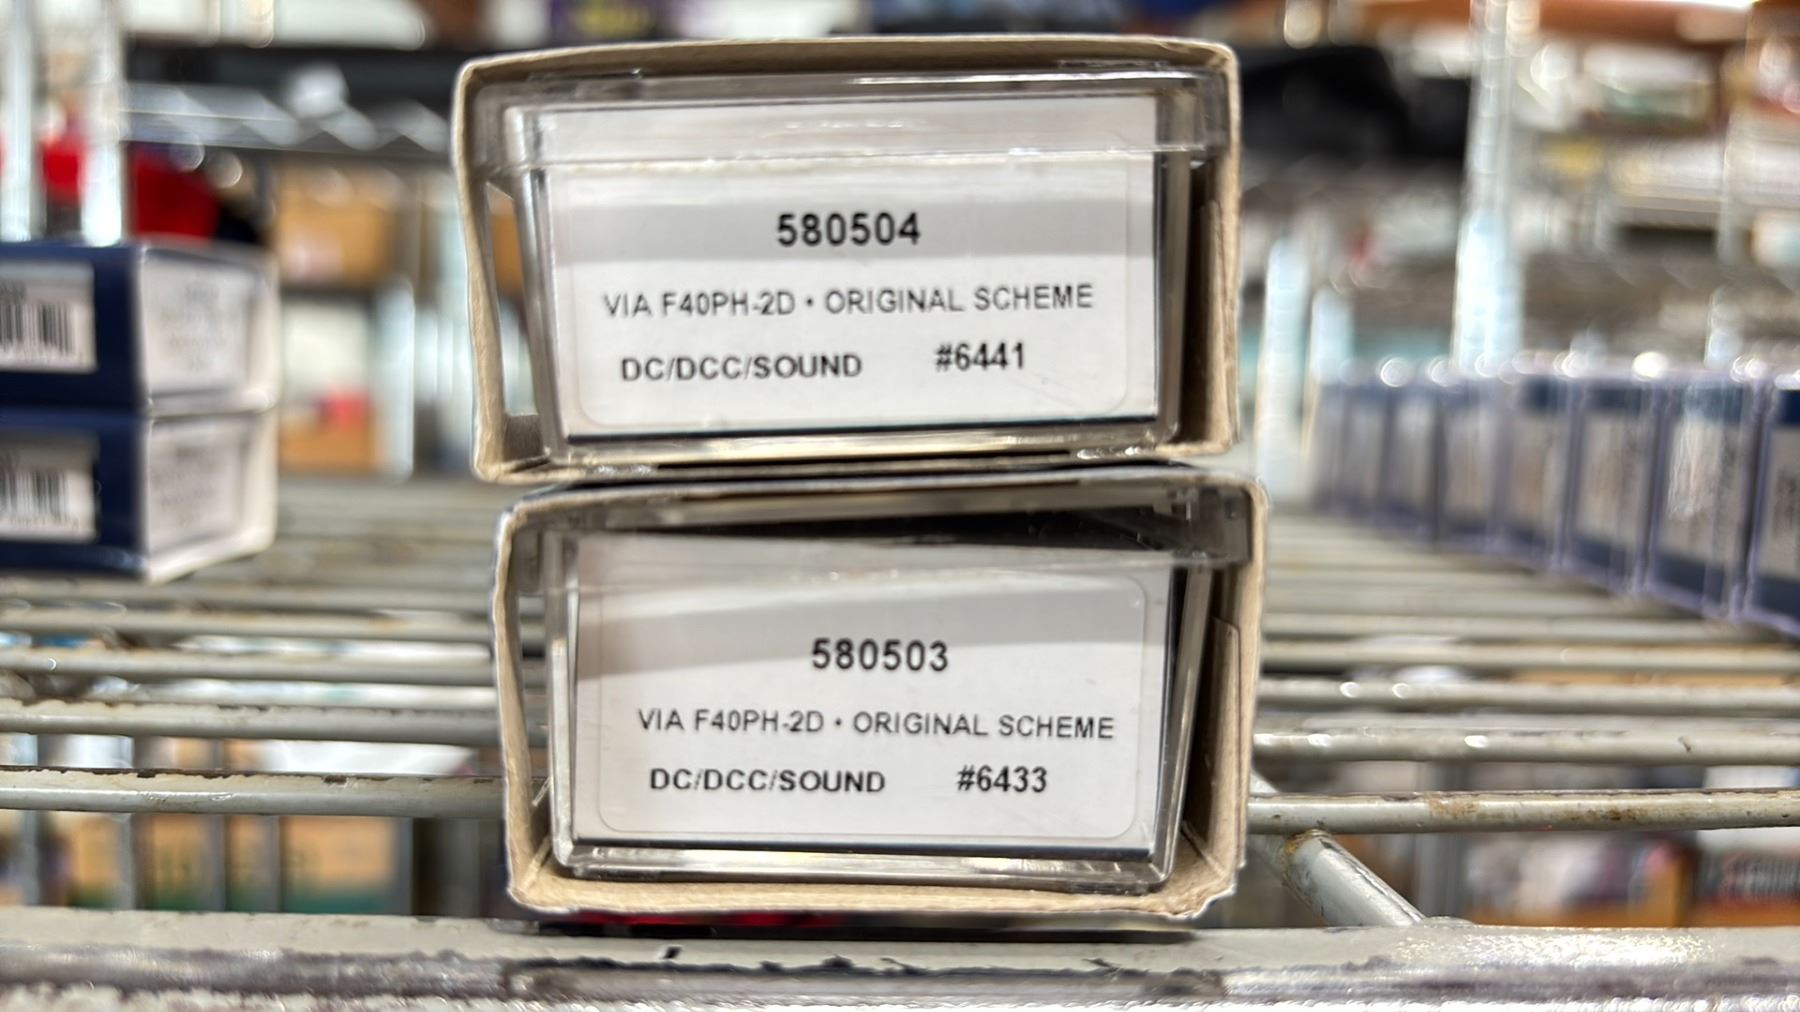 580504
VIA F40PH-2D • ORIGINAL SCHEME
DC/DCC/SOUND #6441
580503
VIA F40PH-2D • ORIGINAL SCHEME
DC/DCC/SOUND #6433